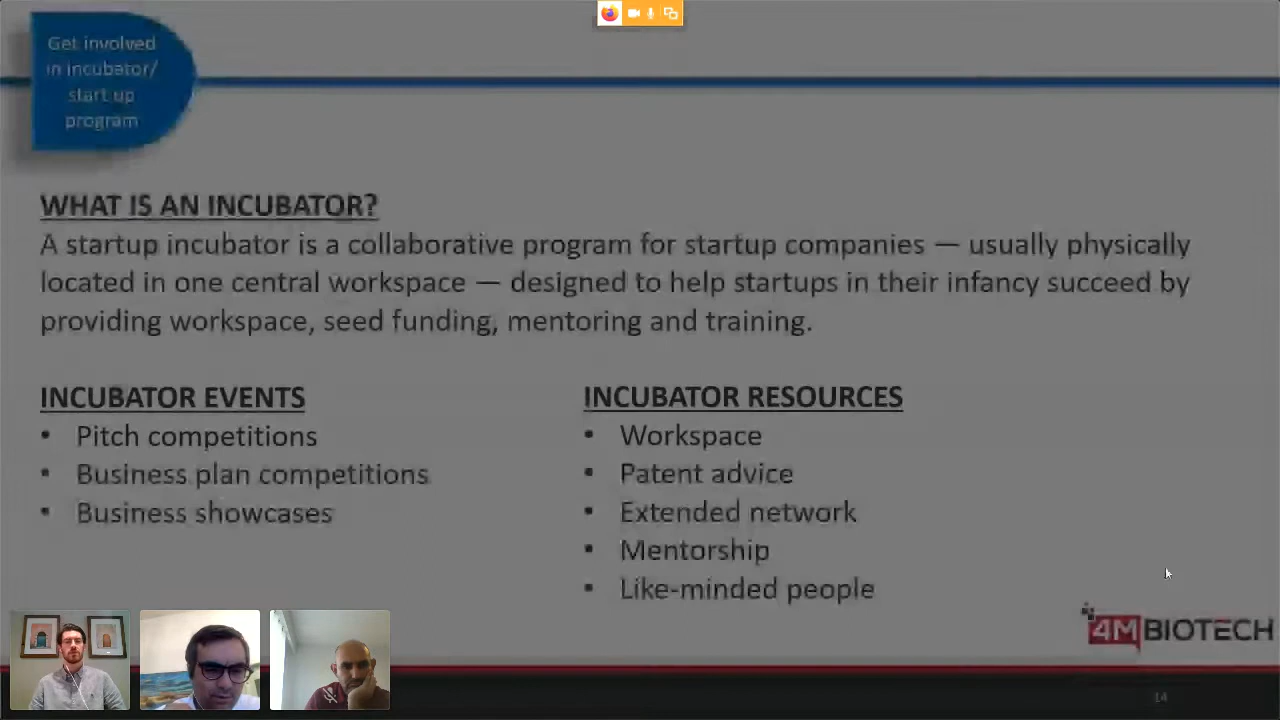 Get involved
in incubator/
start up
program
WHAT IS AN INCUBATOR?
A startup incubator is a collaborative program for startup companies — usually physically
located in one central workspace — designed to help startups in their infancy succeed by
providing workspace, seed funding, mentoring and training.
INCUBATOR EVENTS
• Pitch competitions
• Business plan competitions
• Business showcases
INCUBATOR RESOURCES
• Workspace
• Patent advice
• Extended network
• Mentorship
• Like-minded people
4MBIOTECH
14